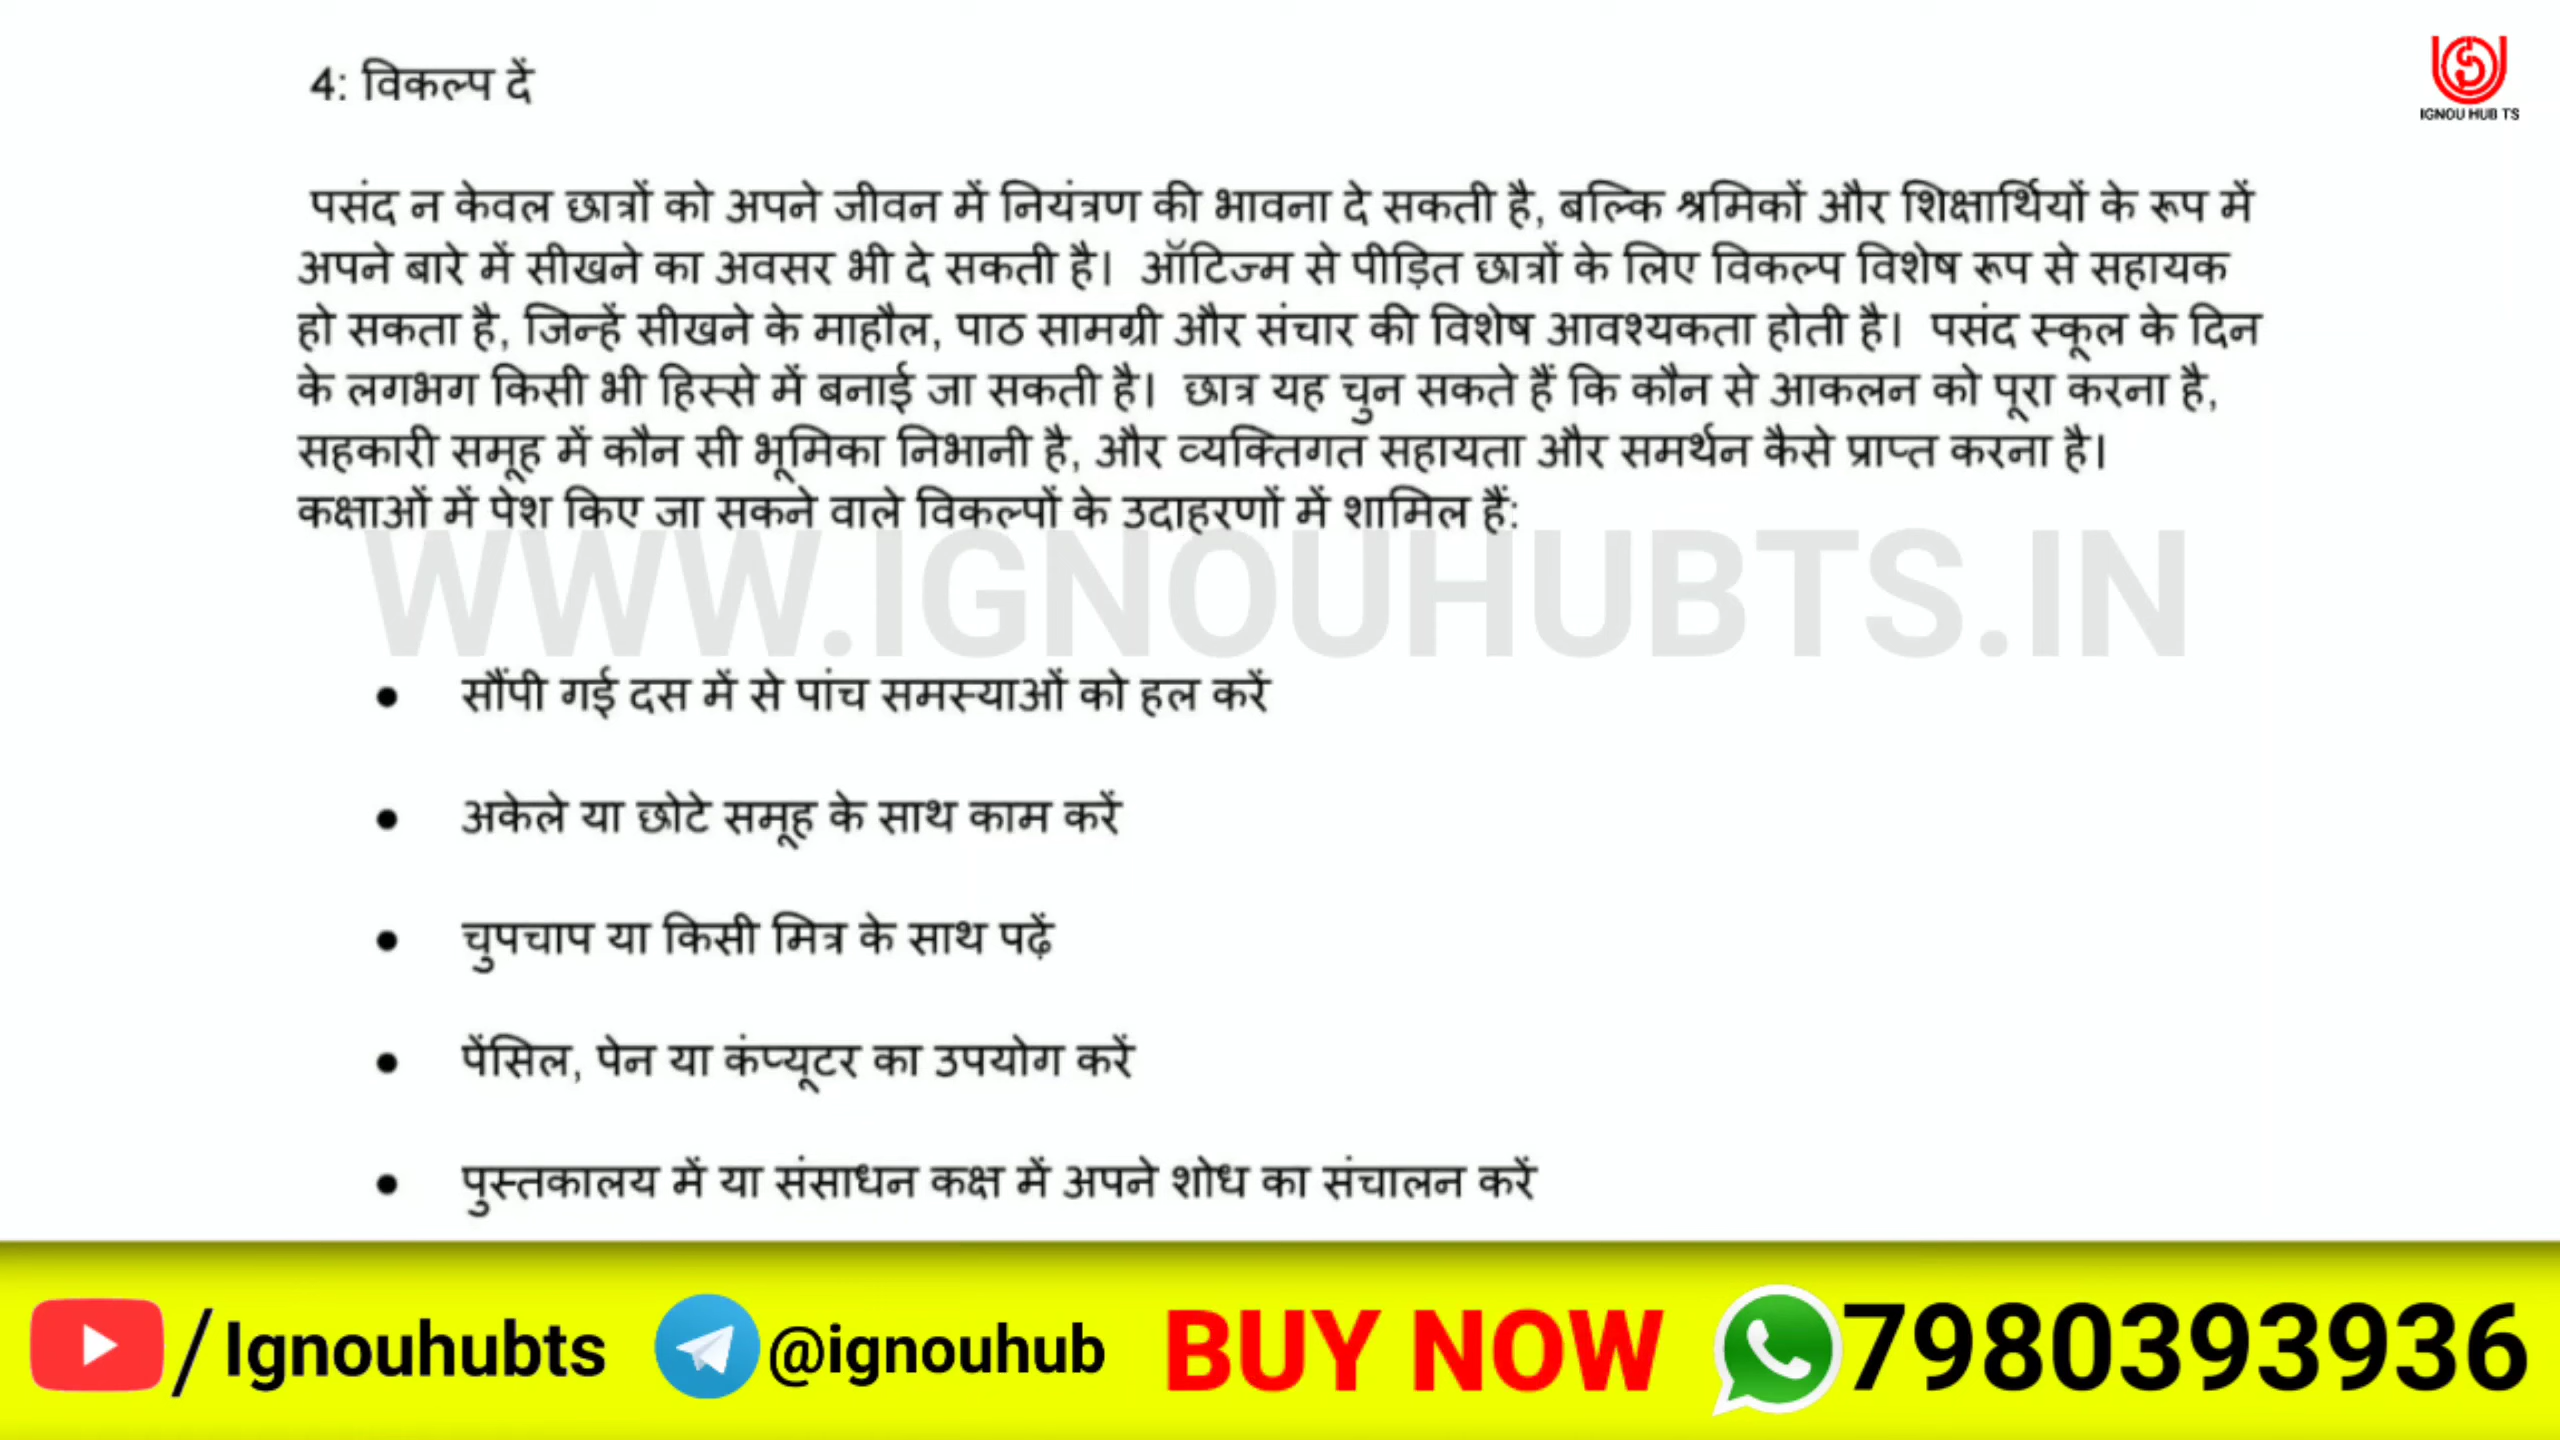 4: विकल्प दें
IGNOU HUB TS
पसंद न केवल छात्रों को अपने जीवन में नियंत्रण की भावना दे सकती है, बल्कि श्रमिकों और शिक्षार्थियों के रूप में
अपने बारे में सीखने का अवसर भी दे सकती है। ऑटिज्म से पीड़ित छात्रों के लिए विकल्प विशेष रूप से सहायक
हो सकता है, जिन्हें सीखने के माहौल, पाठ सामग्री और संचार की विशेष आवश्यकता होती है। पसंद स्कूल के दिन
के लगभग किसी भी हिस्से में बनाई जा सकती है। छात्र यह चुन सकते हैं कि कौन से आकलन को पूरा करना है,
सहकारी समूह में कौन सी भूमिका निभानी है, और व्यक्तिगत सहायता और समर्थन कैसे प्राप्त करना है।
कक्षाओं में पेश किए जा सकने वाले विकल्पों के उदाहरणों में शामिल हैं:
WWW.IGNOUHUBTS.IN
● सौंपी गई दस में से पांच समस्याओं को हल करें
● अकेले या छोटे समूह के साथ काम करें
● चुपचाप या किसी मित्र के साथ पढ़ें
● पेंसिल, पेन या कंप्यूटर का उपयोग करें
● पुस्तकालय में या संसाधन कक्ष में अपने शोध का संचालन करें
/Ignouhubts @ignouhub BUY NOW 7980393936